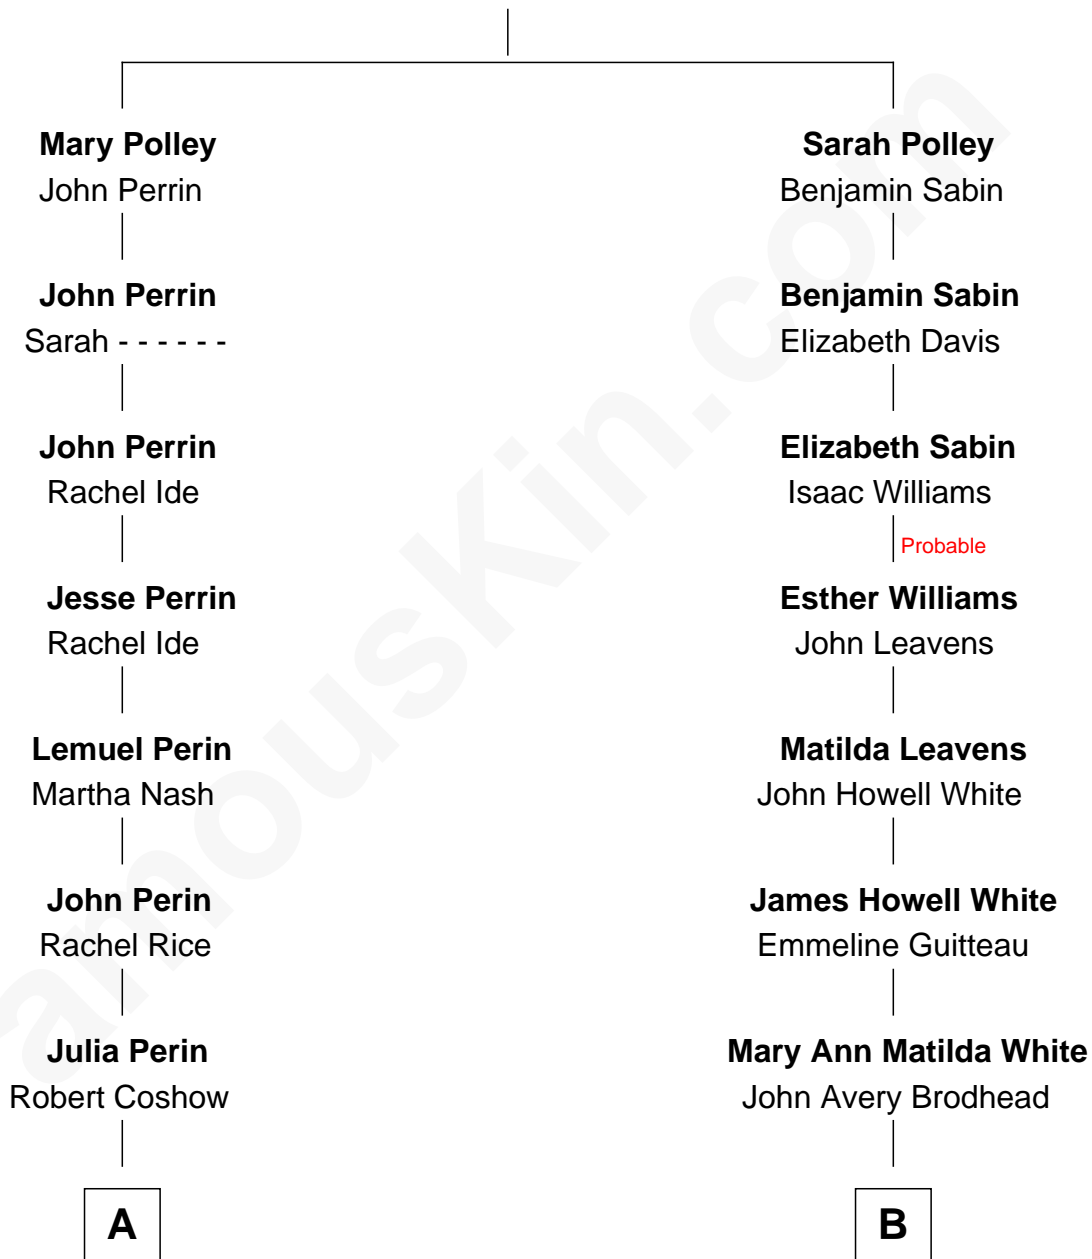 Mary Polley
John Perrin
John Perrin
Sarah - - - - - -
John Perrin
Rachel Ide
Jesse Perrin
Rachel Ide
Lemuel Perin
Martha Nash
John Perin
Rachel Rice
Julia Perin
Robert Coshow
A
Sarah Polley
Benjamin Sabin
Benjamin Sabin
Elizabeth Davis
Elizabeth Sabin
Isaac Williams
Probable
Esther Williams
John Leavens
Matilda Leavens
John Howell White
James Howell White
Emmeline Guitteau
Mary Ann Matilda White
John Avery Brodhead
B
amousKin.com